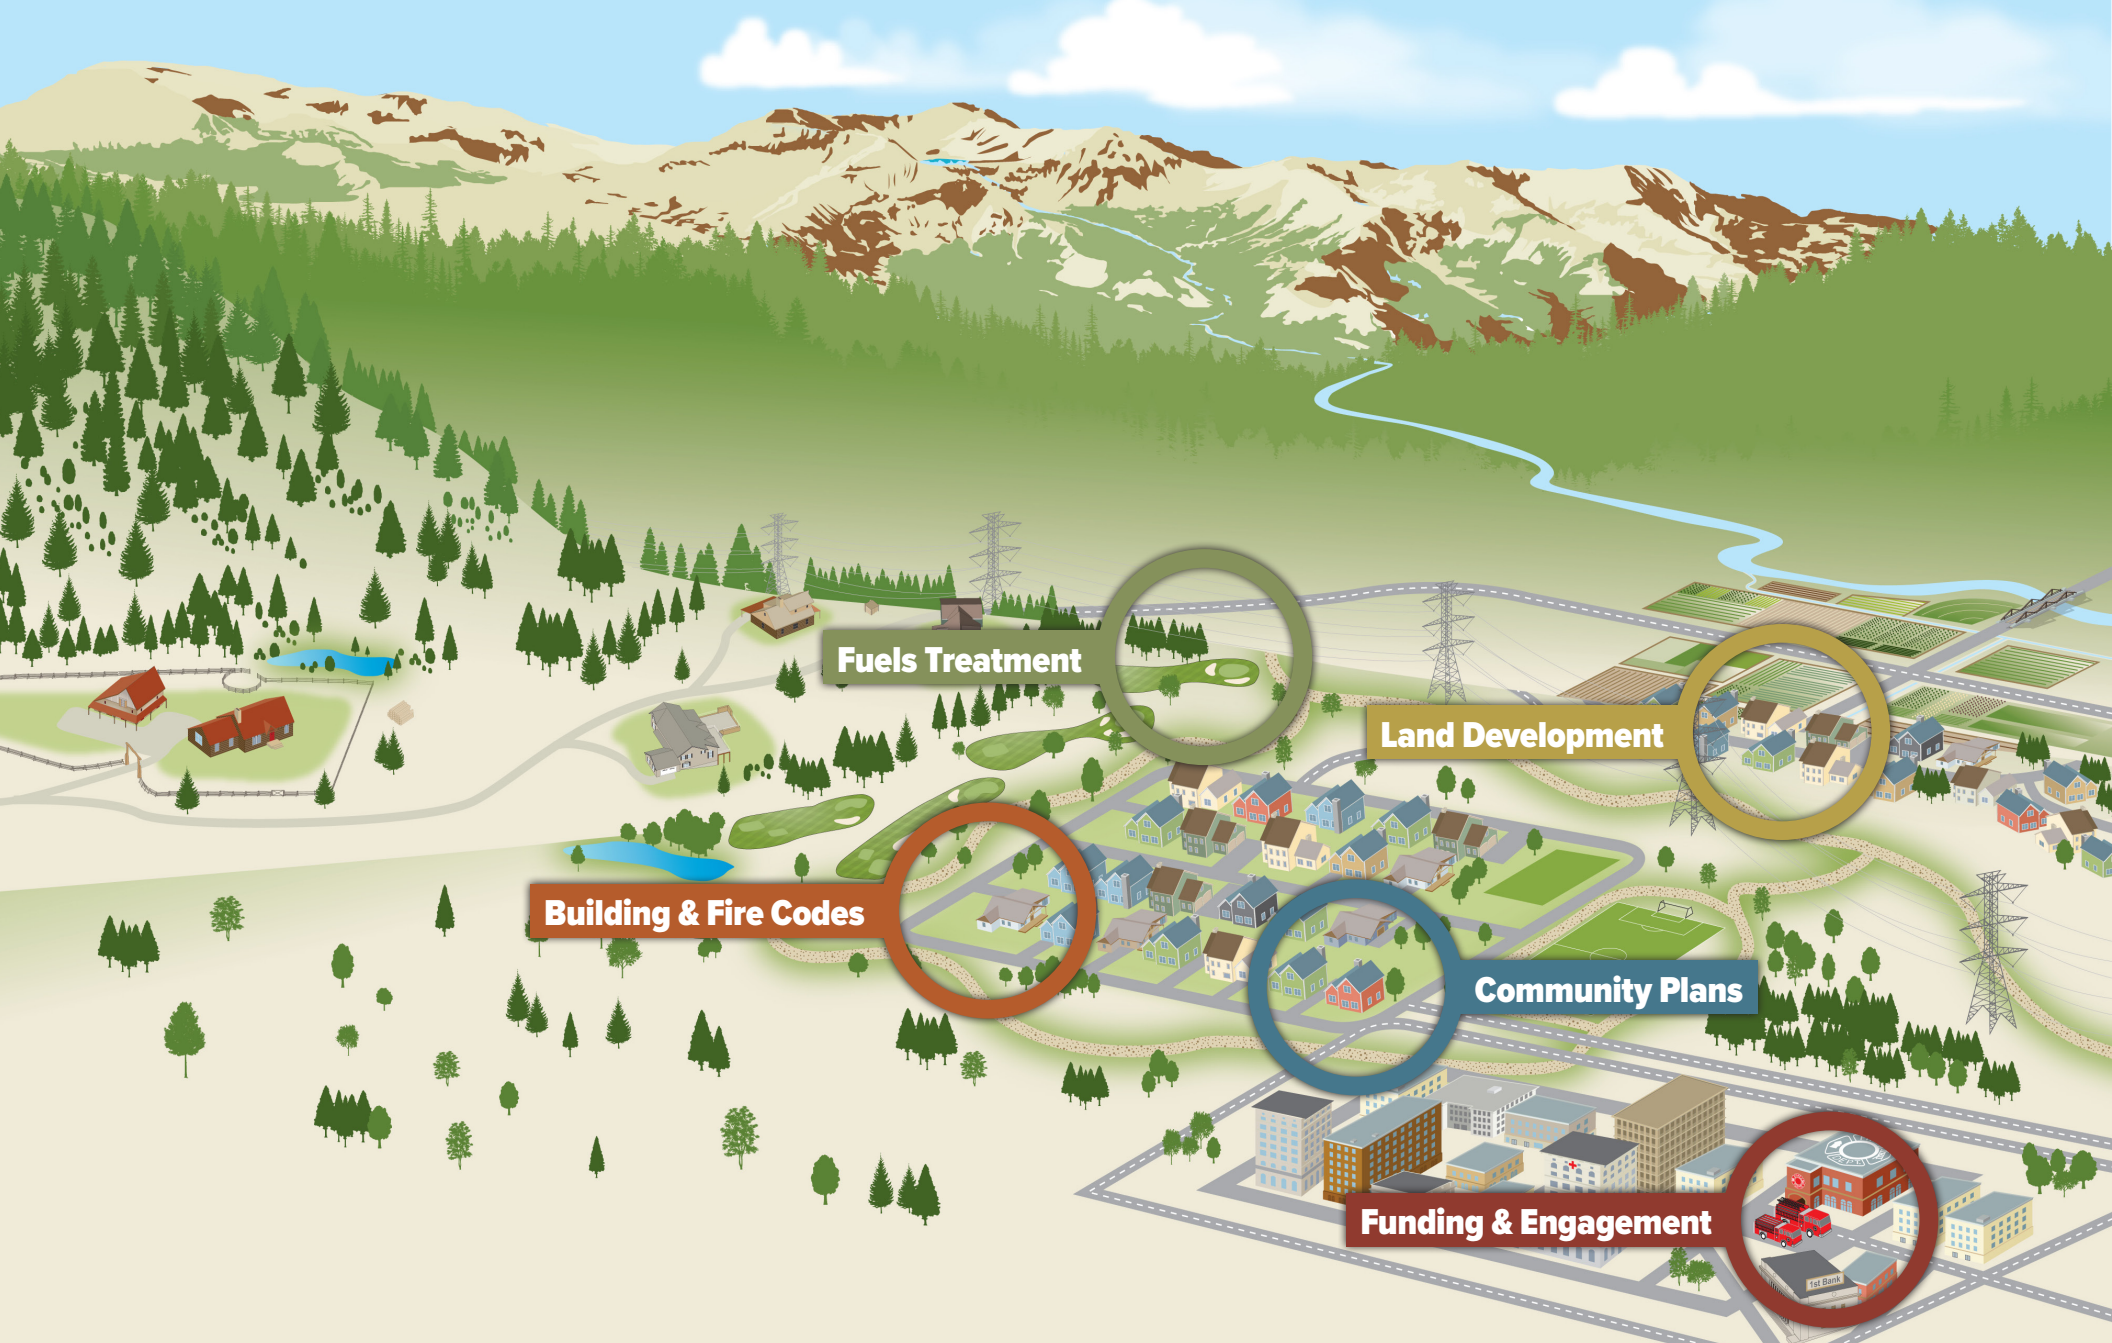 Fuels Treatment
Land Development
Building & Fire Codes
Community Plans
Funding & Engagement
1st Bank